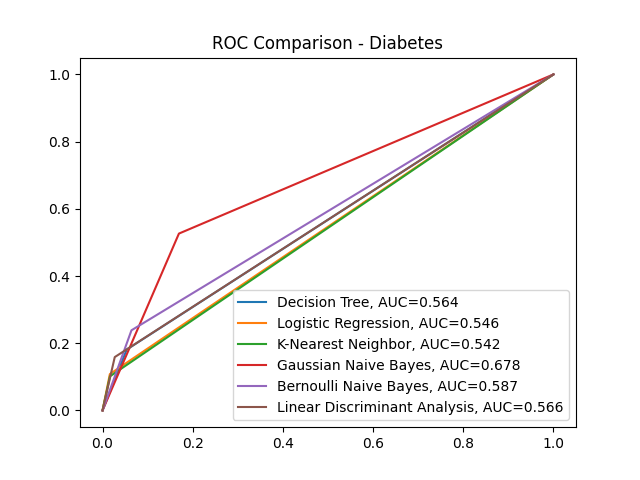 ROC Comparison - Diabetes
1.0
0.8
0.6
0.4
0.2
0.0
Decision Tree, AUC=0.564
Logistic Regression, AUC=0.546
K-Nearest Neighbor, AUC=0.542
Gaussian Naive Bayes, AUC=0.678
Bernoulli Naive Bayes, AUC=0.587
Linear Discriminant Analysis, AUC=0.566
0.0 0.2 0.4 0.6 0.8 1.0